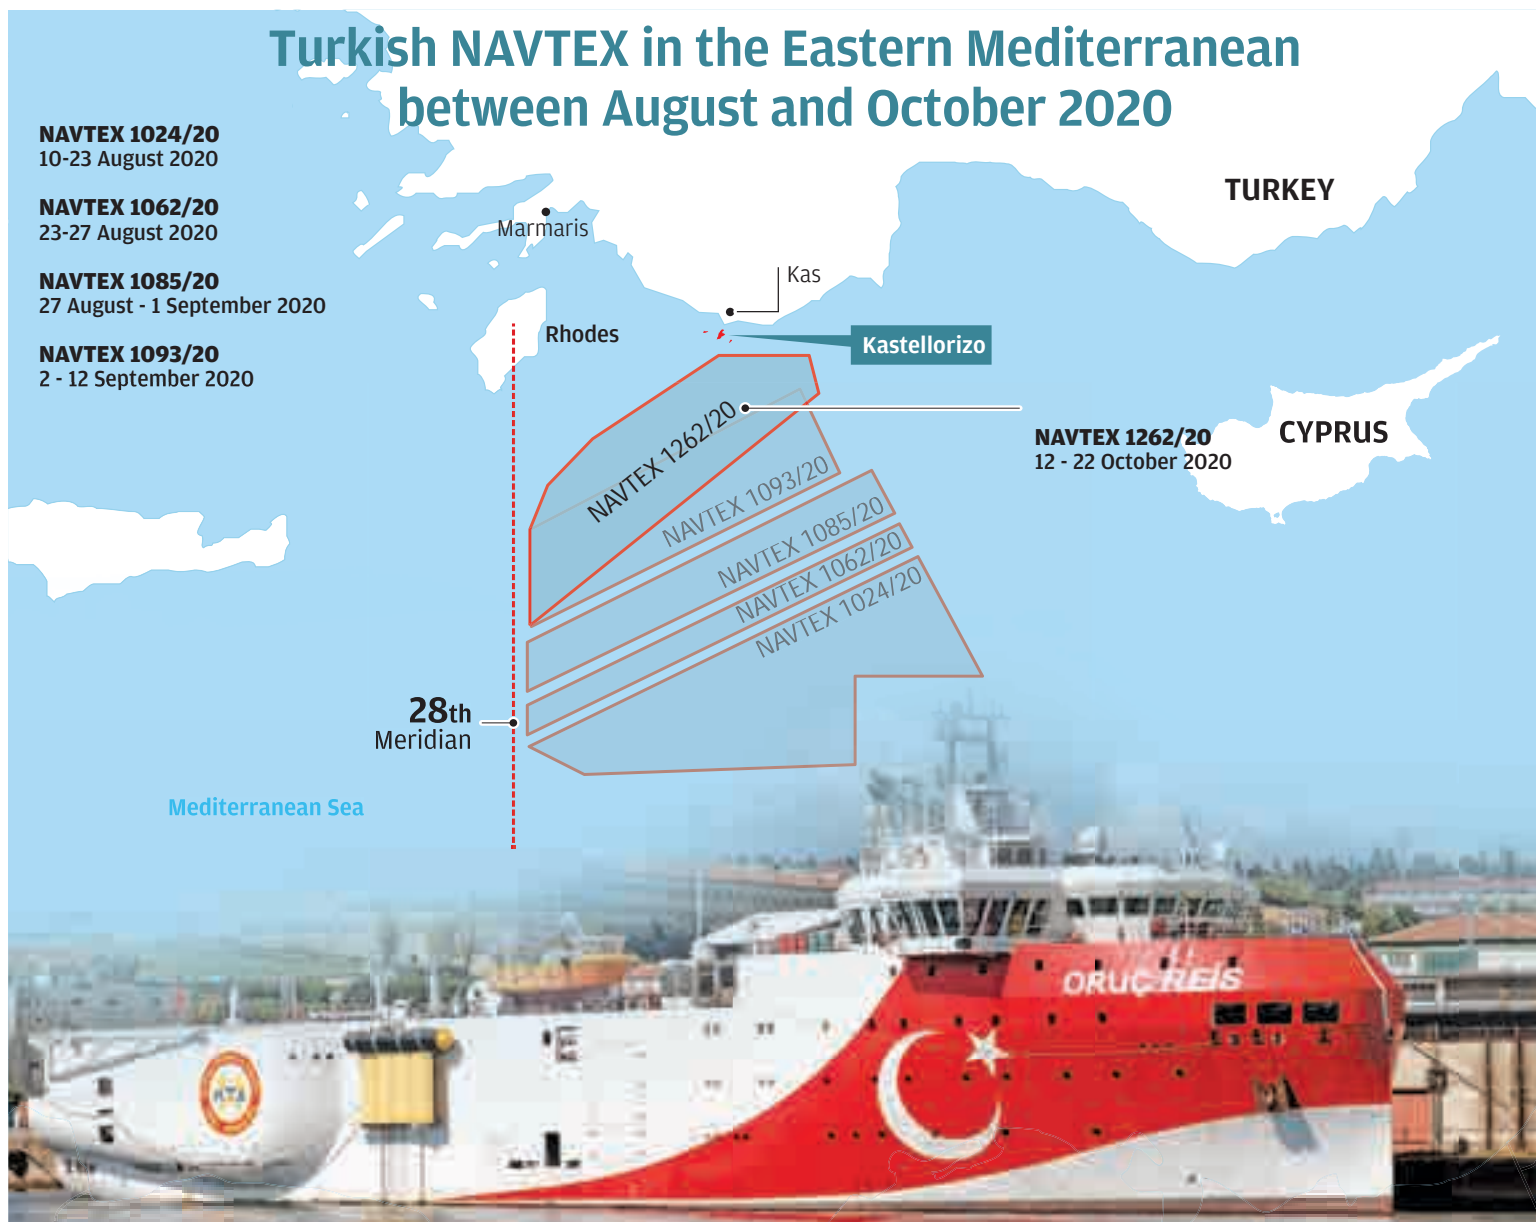 Turkish NAVTEX in the Eastern Mediterranean
between August and October 2020
NAVTEX 1024/20
10-23 August 2020
NAVTEX 1062/20
23-27 August 2020
NAVTEX 1085/20
27 August - 1 September 2020
NAVTEX 1093/20
2 - 12 September 2020
TURKEY
Marmaris
Kas
Rhodes
Kastellorizo
CYPRUS
NAVTEX 1262/20
12 - 22 October 2020
NAVTEX 1262/20
NAVTEX 1093/20
NAVTEX 1085/20
NAVTEX 1062/20
NAVTEX 1024/20
28th
Meridian
Mediterranean Sea
ORUÇ REİS
MTA